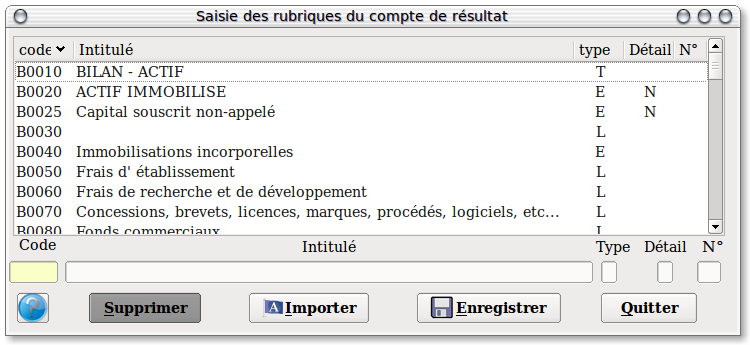 Saisie des rubriques du compte de résultat
code Intitulé type Détail N°
B0010 BILAN - ACTIF T
B0020 ACTIF IMMOBILISE E N
B0025 Capital souscrit non-appelé E N
B0030 L
B0040 Immobilisations incorporelles E
B0050 Frais d' établissement L
B0060 Frais de recherche et de développement L
B0070 Concessions, brevets, licences, marques, procédés, logiciels, etc... L
B0080 Fonds commerciaux L
Code Intitulé Type Détail N°
? Supprimer A Importer Enregistrer Quitter